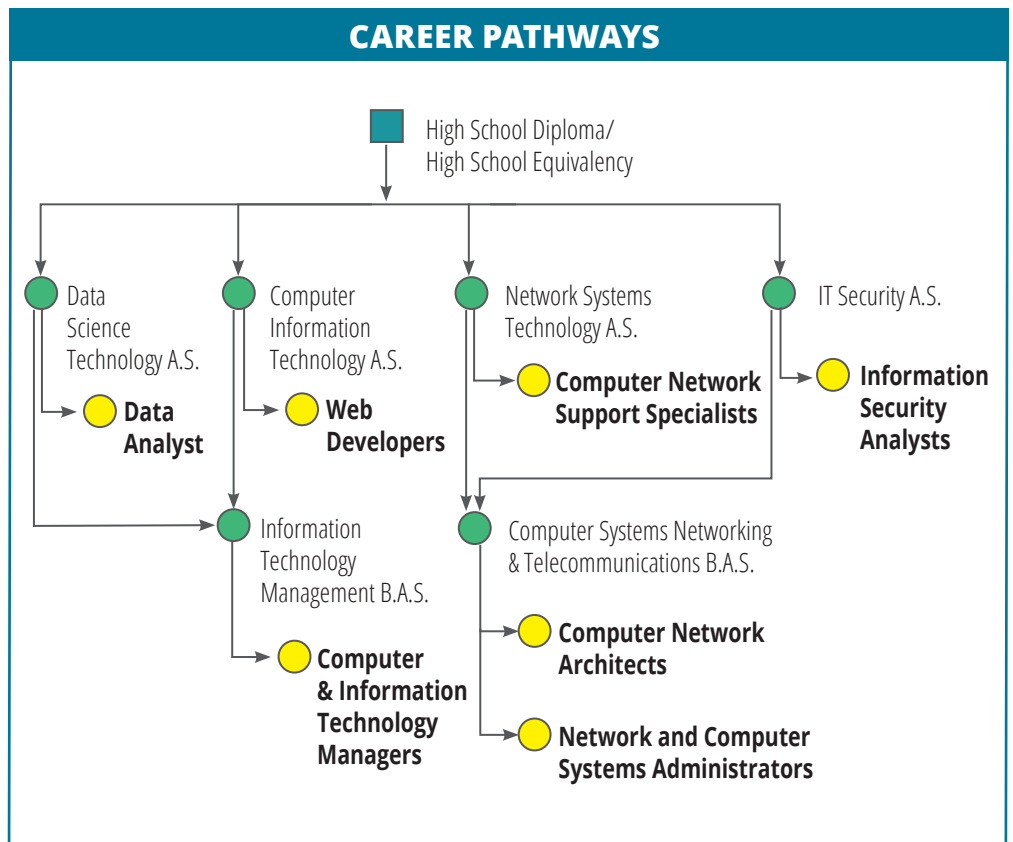 CAREER PATHWAYS
High School Diploma/
High School Equivalency
Data
Science
Technology A.S.
Computer
Information
Technology A.S.
Network Systems
Technology A.S.
IT Security A.S.
Data
Analyst
Web
Developers
Computer Network
Support Specialists
Information
Security
Analysts
Information
Technology
Management B.A.S.
Computer Systems Networking
& Telecommunications B.A.S.
Computer
& Information
Technology
Managers
Computer Network
Architects
Network and Computer
Systems Administrators